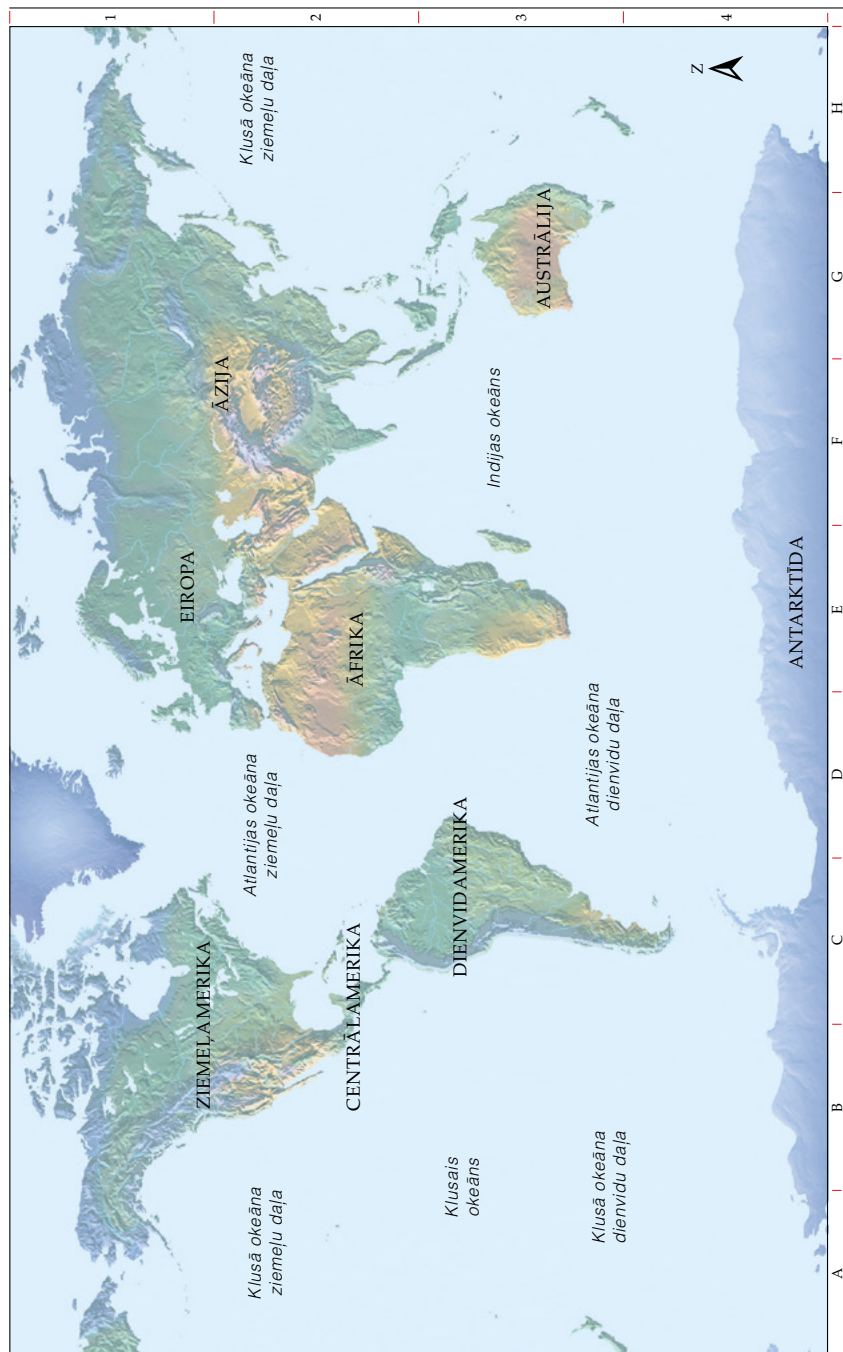 1
2
3
4
Klusā okeāna
ziemeļu daļa
Z
EIROPA
ĀZIJA
ĀFRIKA
AUSTRĀLIJA
Indijas okeāns
ZIEMEĻAMERIKA
CENTRĀLAMERIKA
DIENVIDAMERIKA
Atlantijas okeāna
ziemeļu daļa
Atlantijas okeāna
dienvidu daļa
Klusā okeāna
ziemeļu daļa
Klusais
okeāns
Klusā okeāna
dienvidu daļa
ANTARKTĪDA
A
B
C
D
E
F
G
H